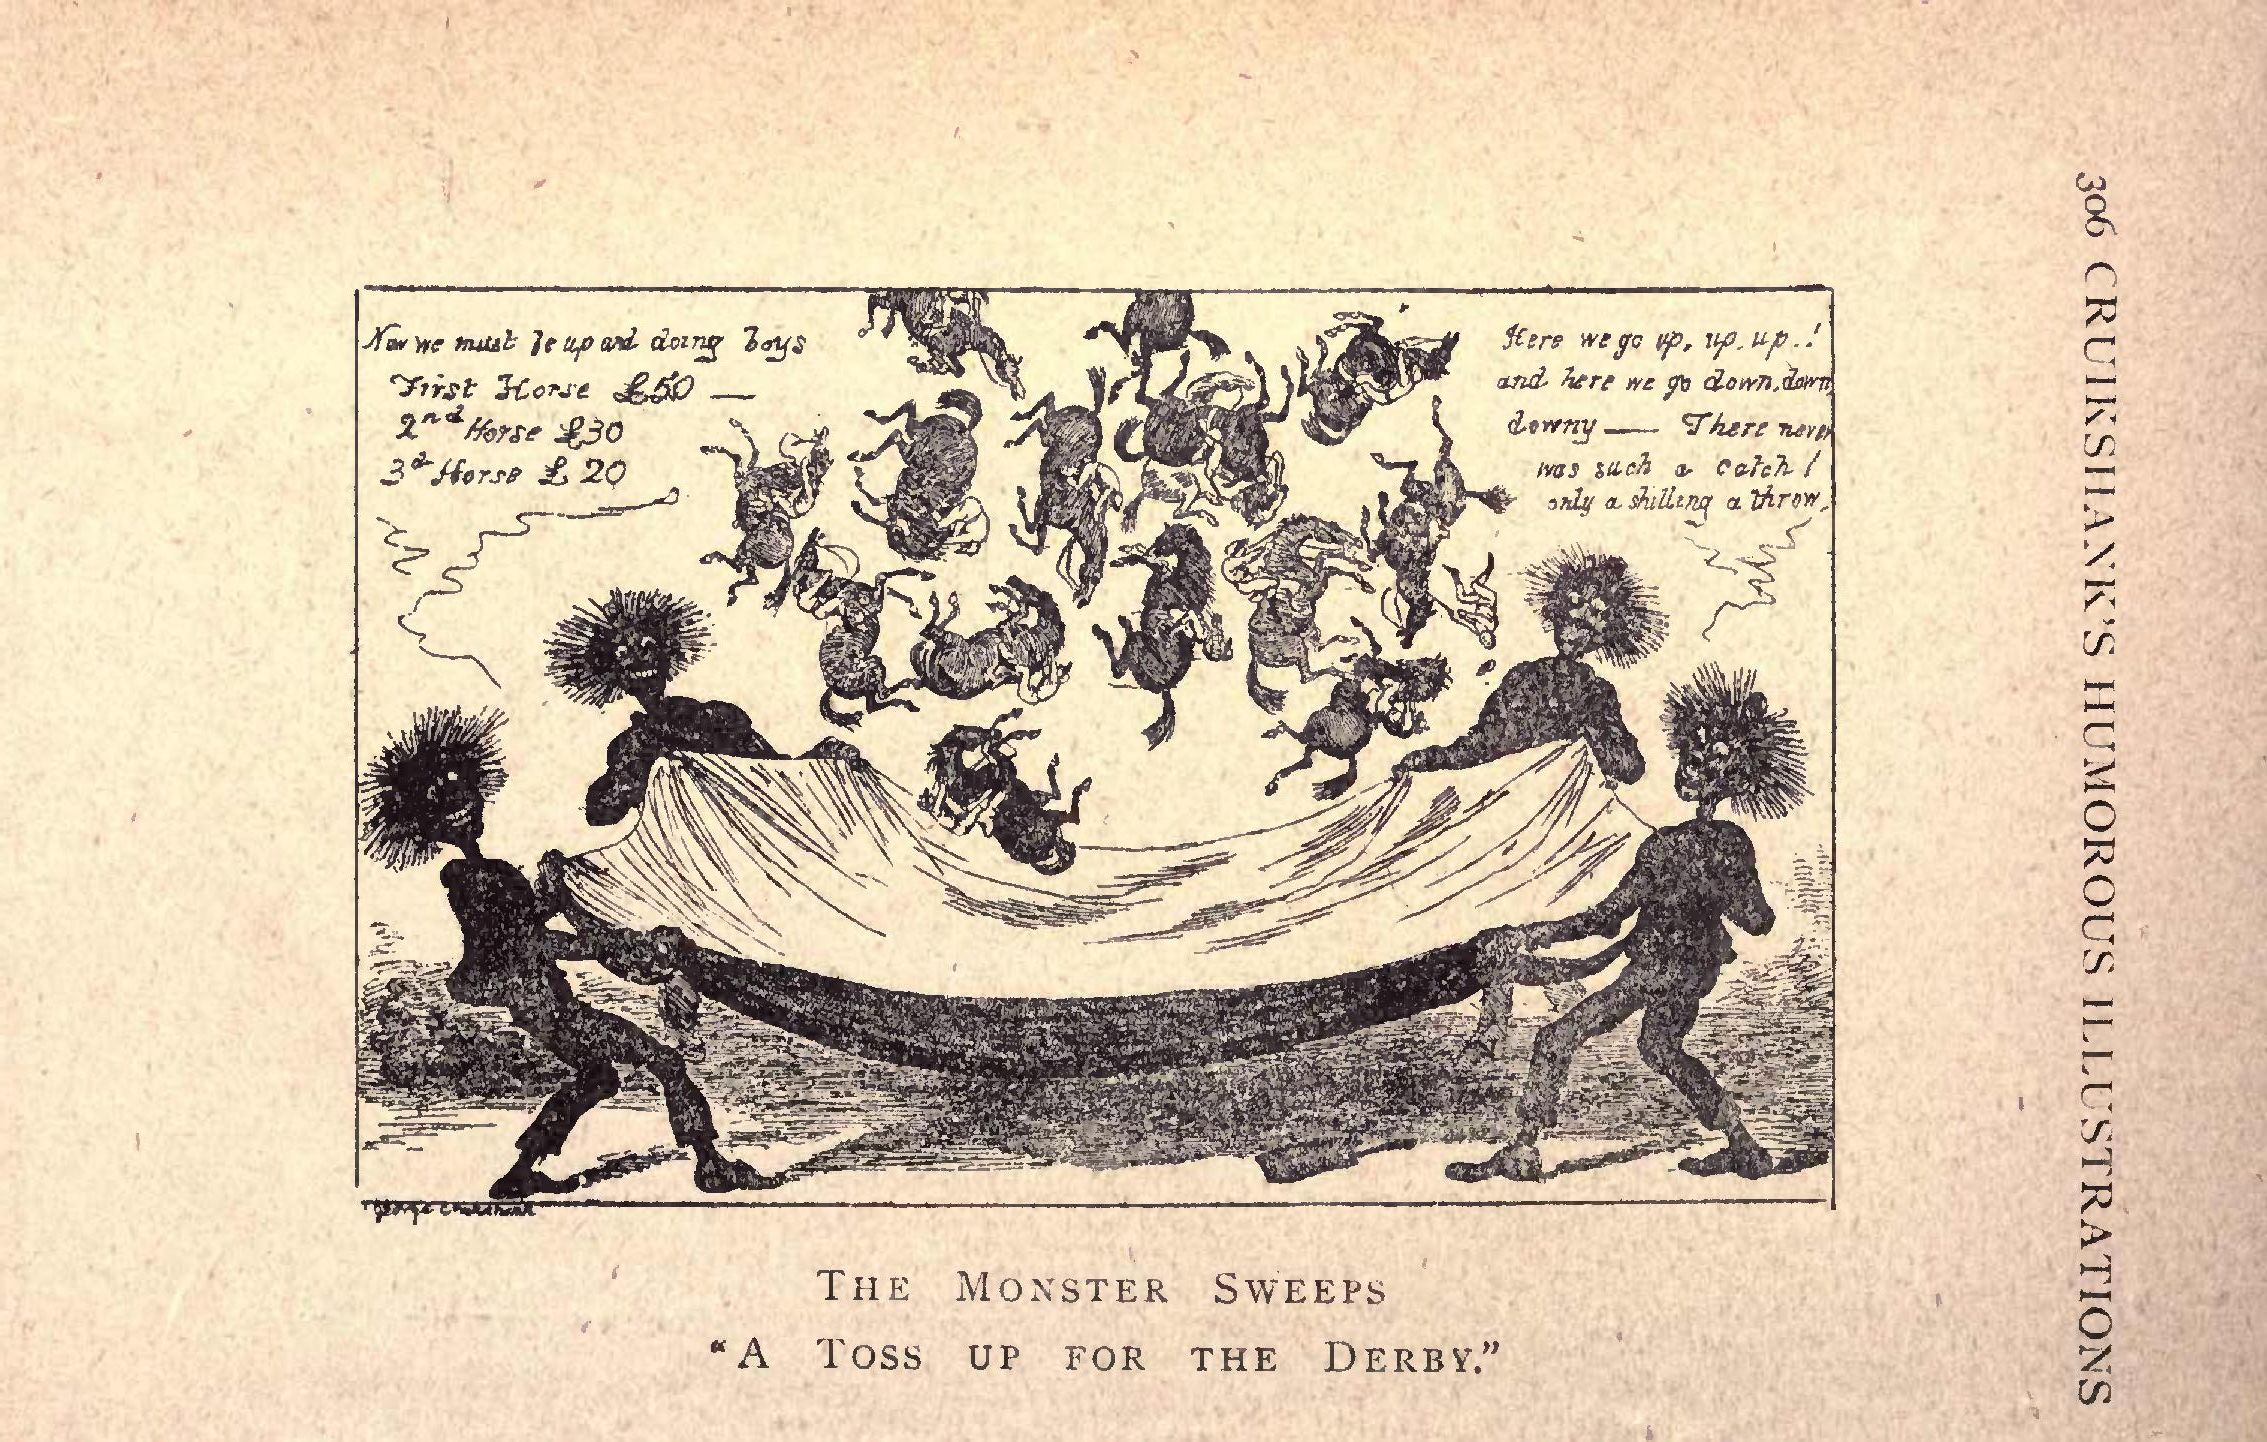 306 CRUIKSHANK'S HUMOROUS ILLUSTRATIONS
Now we must be up and doing boys
First Horse £50 —
2nd Horse £30
3d Horse £ 20
Here we go up, up, up..!
and here we go down, down
downy — There never
was such a catch !
only a shilling a throw,
George Cruikshank
THE MONSTER SWEEPS
"A TOSS UP FOR THE DERBY."